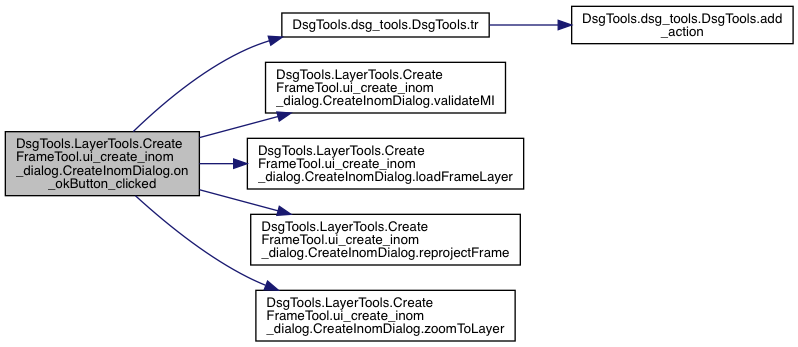 DsgTools.dsg_tools.DsgTools.tr
DsgTools.dsg_tools.DsgTools.add
_action
DsgTools.LayerTools.Create
FrameTool.ui_create_inom
_dialog.CreateInomDialog.validateMI
DsgTools.LayerTools.Create
FrameTool.ui_create_inom
_dialog.CreateInomDialog.on
_okButton_clicked
DsgTools.LayerTools.Create
FrameTool.ui_create_inom
_dialog.CreateInomDialog.loadFrameLayer
DsgTools.LayerTools.Create
FrameTool.ui_create_inom
_dialog.CreateInomDialog.reprojectFrame
DsgTools.LayerTools.Create
FrameTool.ui_create_inom
_dialog.CreateInomDialog.zoomToLayer